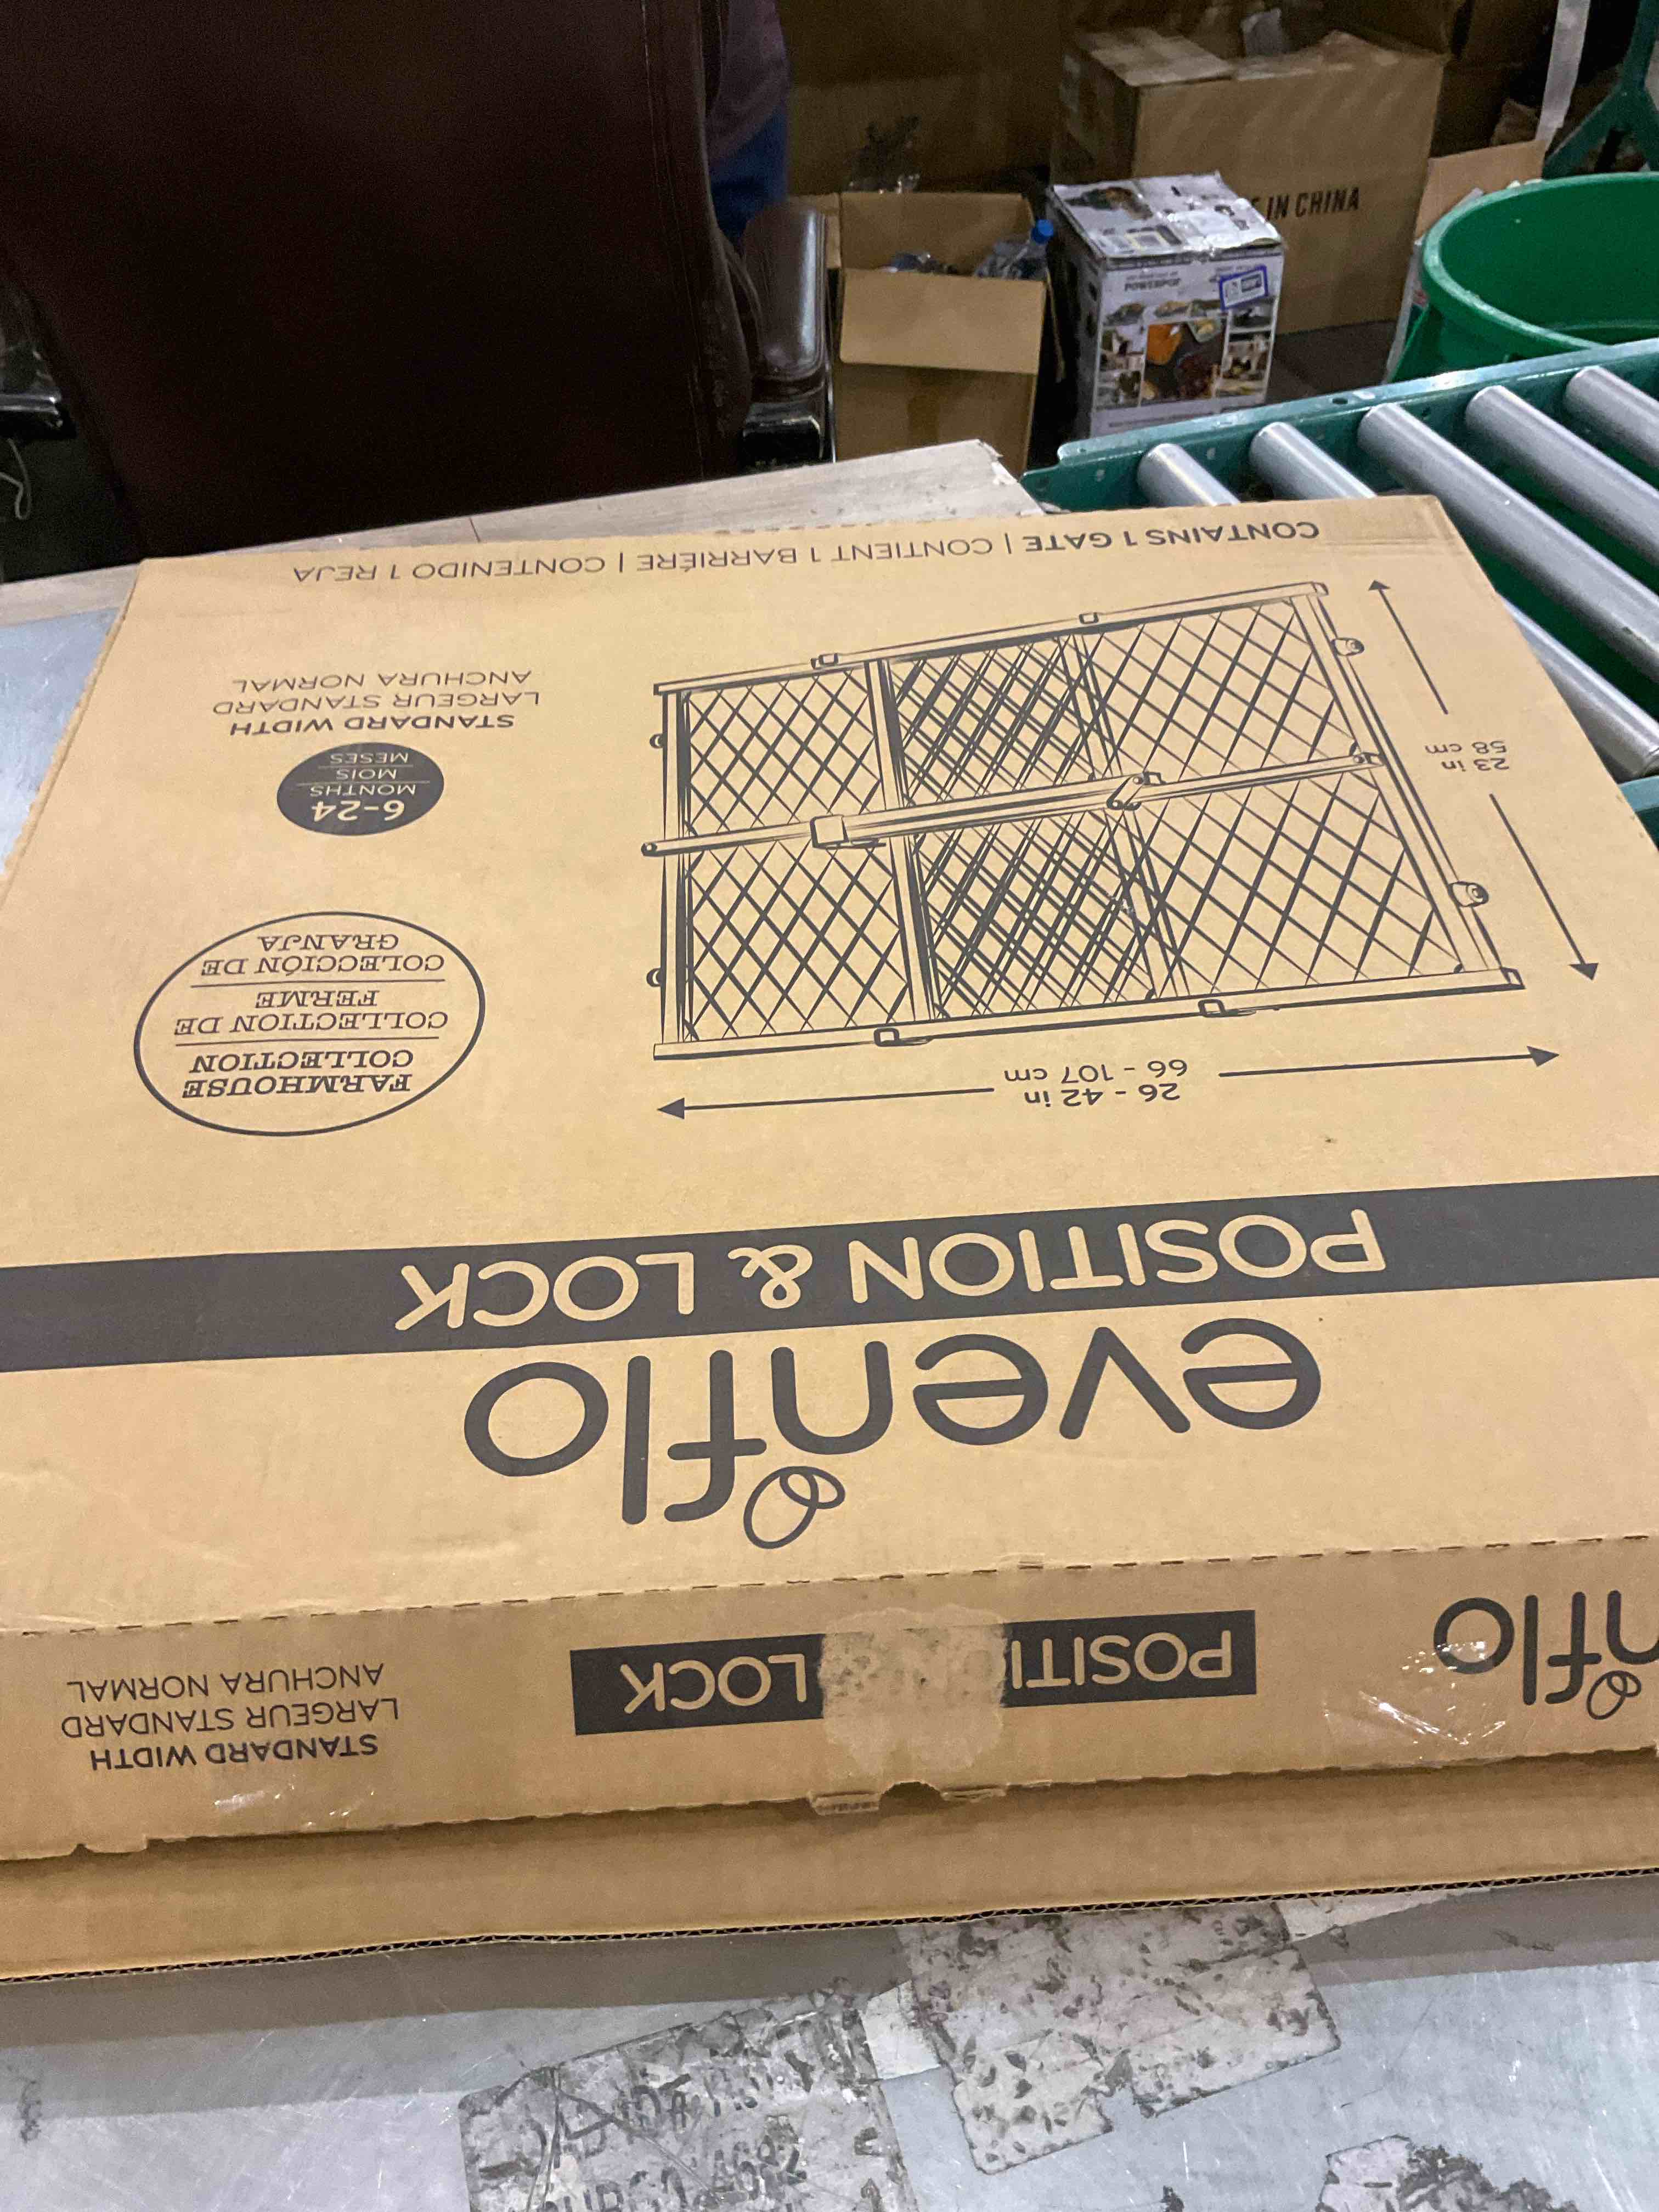 evenflo
POSITION & LOCK
26 - 42 in
66 - 107 cm
23 in
58 cm
FARMHOUSE
COLLECTION
COLLECTION DE
FERME
COLECCIÓN DE
GRANJA
6-24
MONTHS
MOIS
MESES
STANDARD WIDTH
LARGEUR STANDARD
ANCHURA NORMAL
CONTAINS 1 GATE | CONTIENT 1 BARRIÈRE | CONTENIDO 1 REJA
nflo
POSITI LOCK
STANDARD WIDTH
LARGEUR STANDARD
ANCHURA NORMAL
IN CHINA
POWERPOP